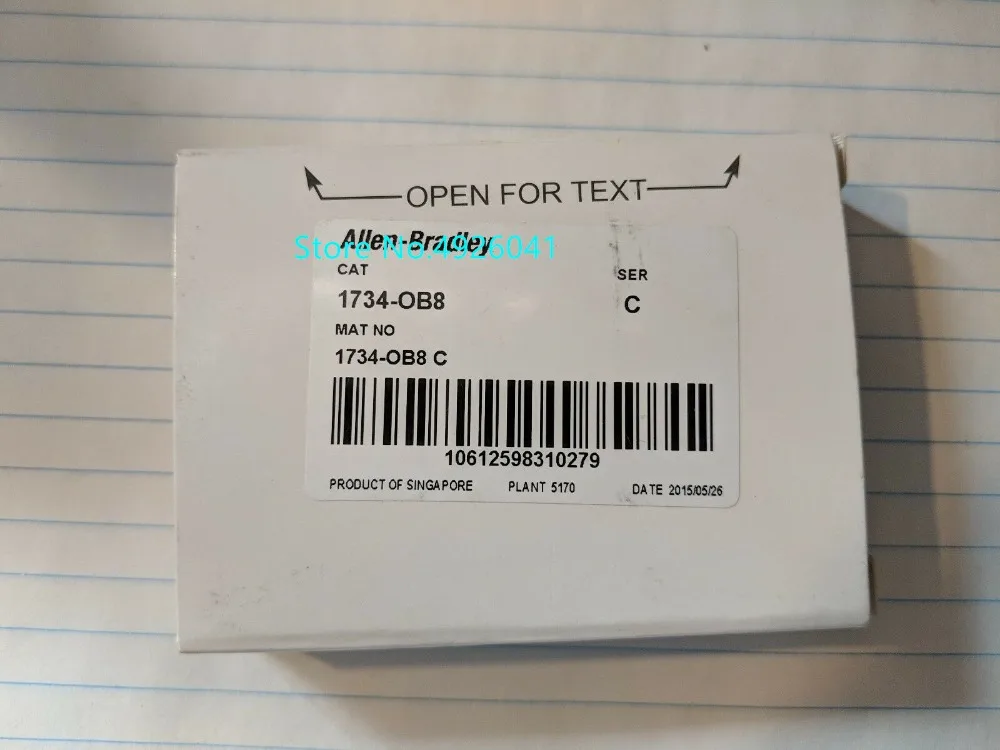 OPEN FOR TEXT
Allen-Bradley
Store No:4926041
CAT
SER
1734-OB8
C
MAT NO
1734-OB8 C
10612598310279
PRODUCT OF SINGAPORE PLANT 5170 DATE 2015/05/26